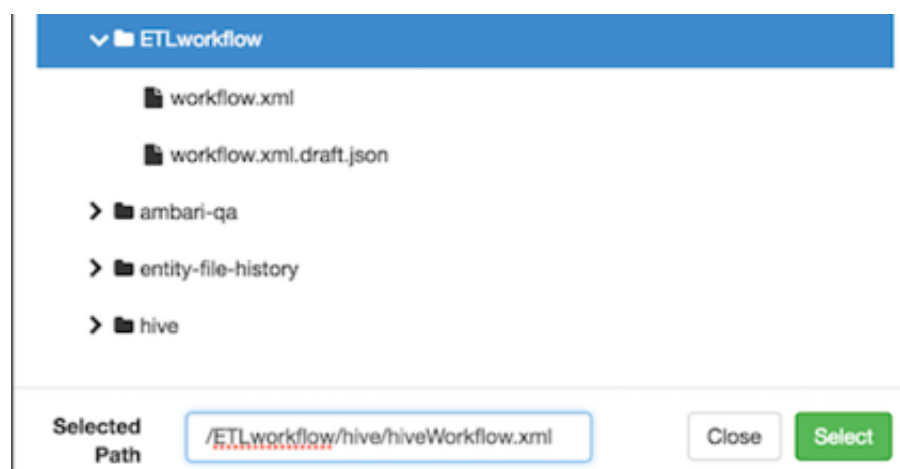 ETLworkflow
workflow.xml
workflow.xml.draft.json
ambari-qa
entity-file-history
hive
Selected
Path
/ETLworkflow/hive/hiveWorkflow.xml
Close
Select